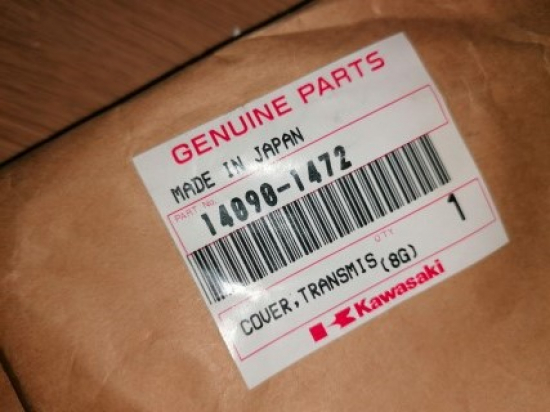 GENUINE PARTS
MADE IN JAPAN
PART No.
14090-1472
QTY
1
COVER,TRANSMIS(8G)
Kawasaki